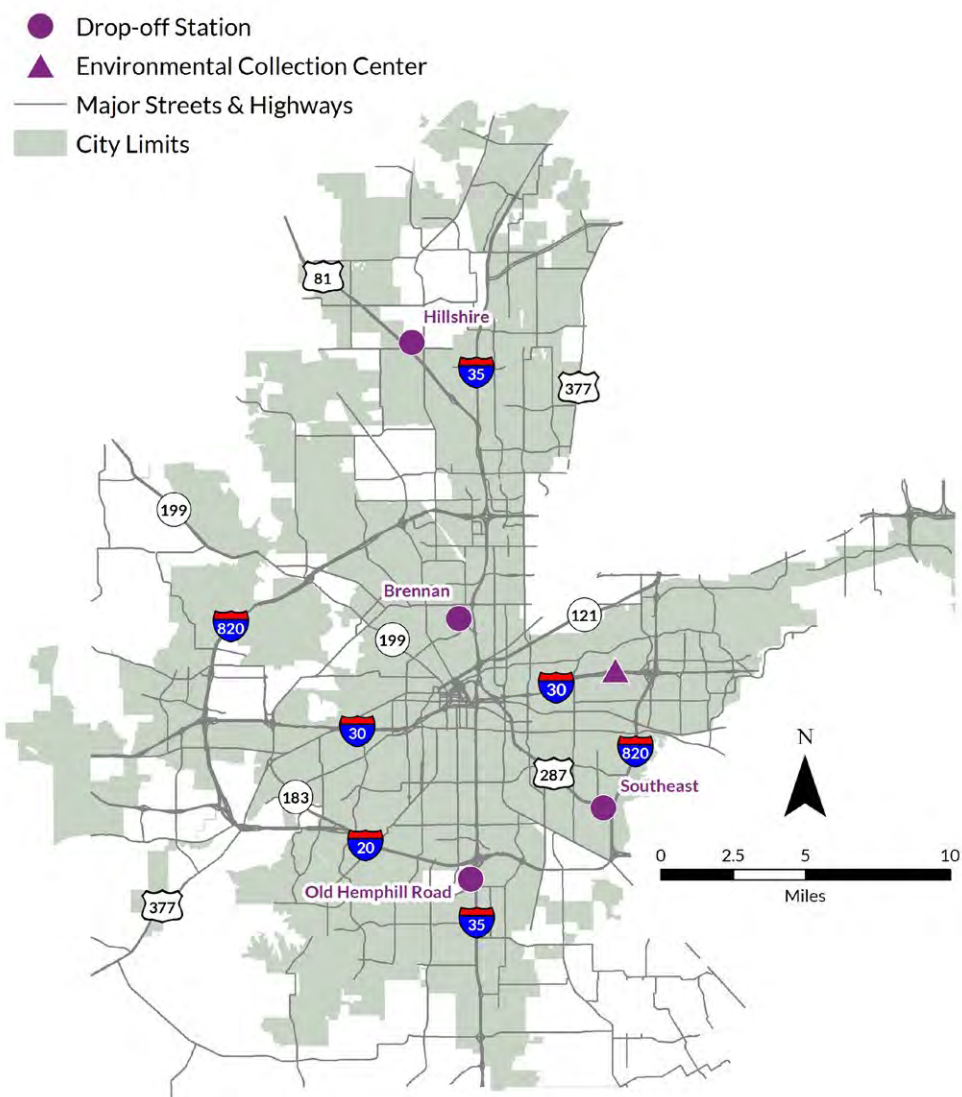 Drop-off Station
Environmental Collection Center
Major Streets & Highways
City Limits
81
Hillshire
35
377
199
Brennan
820
199
121
30
30
820
287
Southeast
183
N
20
0 2.5 5 10
Miles
Old Hemphill Road
377
35